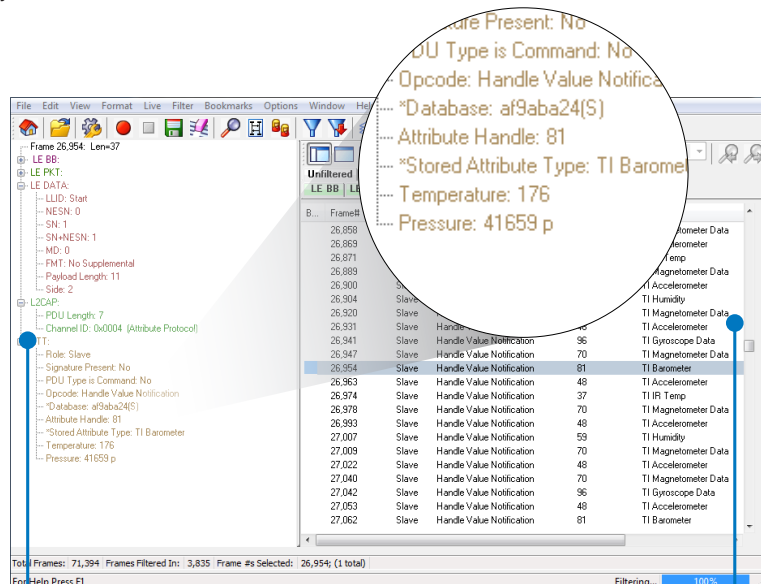 ure Present: No
DU Type is Command: No
Opcode: Handle Value Notifica
*Database: af9aba24(S)
Attribute Handle: 81
*Stored Attribute Type: TI Baromet
Temperature: 176
Pressure: 41659 p
File Edit View Format Live Filter Bookmarks Options Window Hel
Frame 26,954: Len=37
LE BB:
LE PKT:
LE DATA:
LLID: Start
NESN: 0
SN: 1
SN+NESN: 1
MD: 0
FMT: No Supplemental
Payload Length: 11
Side: 2
L2CAP:
PDU Length: 7
Channel ID: 0x0004 (Attribute Protocol)
TT:
Role: Slave
Signature Present: No
PDU Type is Command: No
Opcode: Handle Value Notification
*Database: af9aba24(S)
Attribute Handle: 81
*Stored Attribute Type: TI Barometer
Temperature: 176
Pressure: 41659 p
Unfiltered
LE BB LE
B... Frame#
26,858 ometer Data
26,869 lerometer
26,871 Temp
26,889 agnetometer Data
26,900 Sla TI Accelerometer
26,904 Slave TI Humidity
26,920 Slave TI Magnetometer Data
26,931 Slave Handle 48 TI Accelerometer
26,941 Slave Handle Value Notification 96 TI Gyroscope Data
26,947 Slave Handle Value Notification 70 TI Magnetometer Data
26,954 Slave Handle Value Notification 81 TI Barometer
26,963 Slave Handle Value Notification 48 TI Accelerometer
26,974 Slave Handle Value Notification 37 TI IR Temp
26,978 Slave Handle Value Notification 70 TI Magnetometer Data
26,993 Slave Handle Value Notification 48 TI Accelerometer
27,007 Slave Handle Value Notification 59 TI Humidity
27,009 Slave Handle Value Notification 70 TI Magnetometer Data
27,022 Slave Handle Value Notification 48 TI Accelerometer
27,040 Slave Handle Value Notification 70 TI Magnetometer Data
27,042 Slave Handle Value Notification 96 TI Gyroscope Data
27,053 Slave Handle Value Notification 48 TI Accelerometer
27,062 Slave Handle Value Notification 81 TI Barometer
Total Frames: 71,394 Frames Filtered In: 3,835 Frame #s Selected: 26,954; (1 total)
For Help Press F1 Filtering... 100%